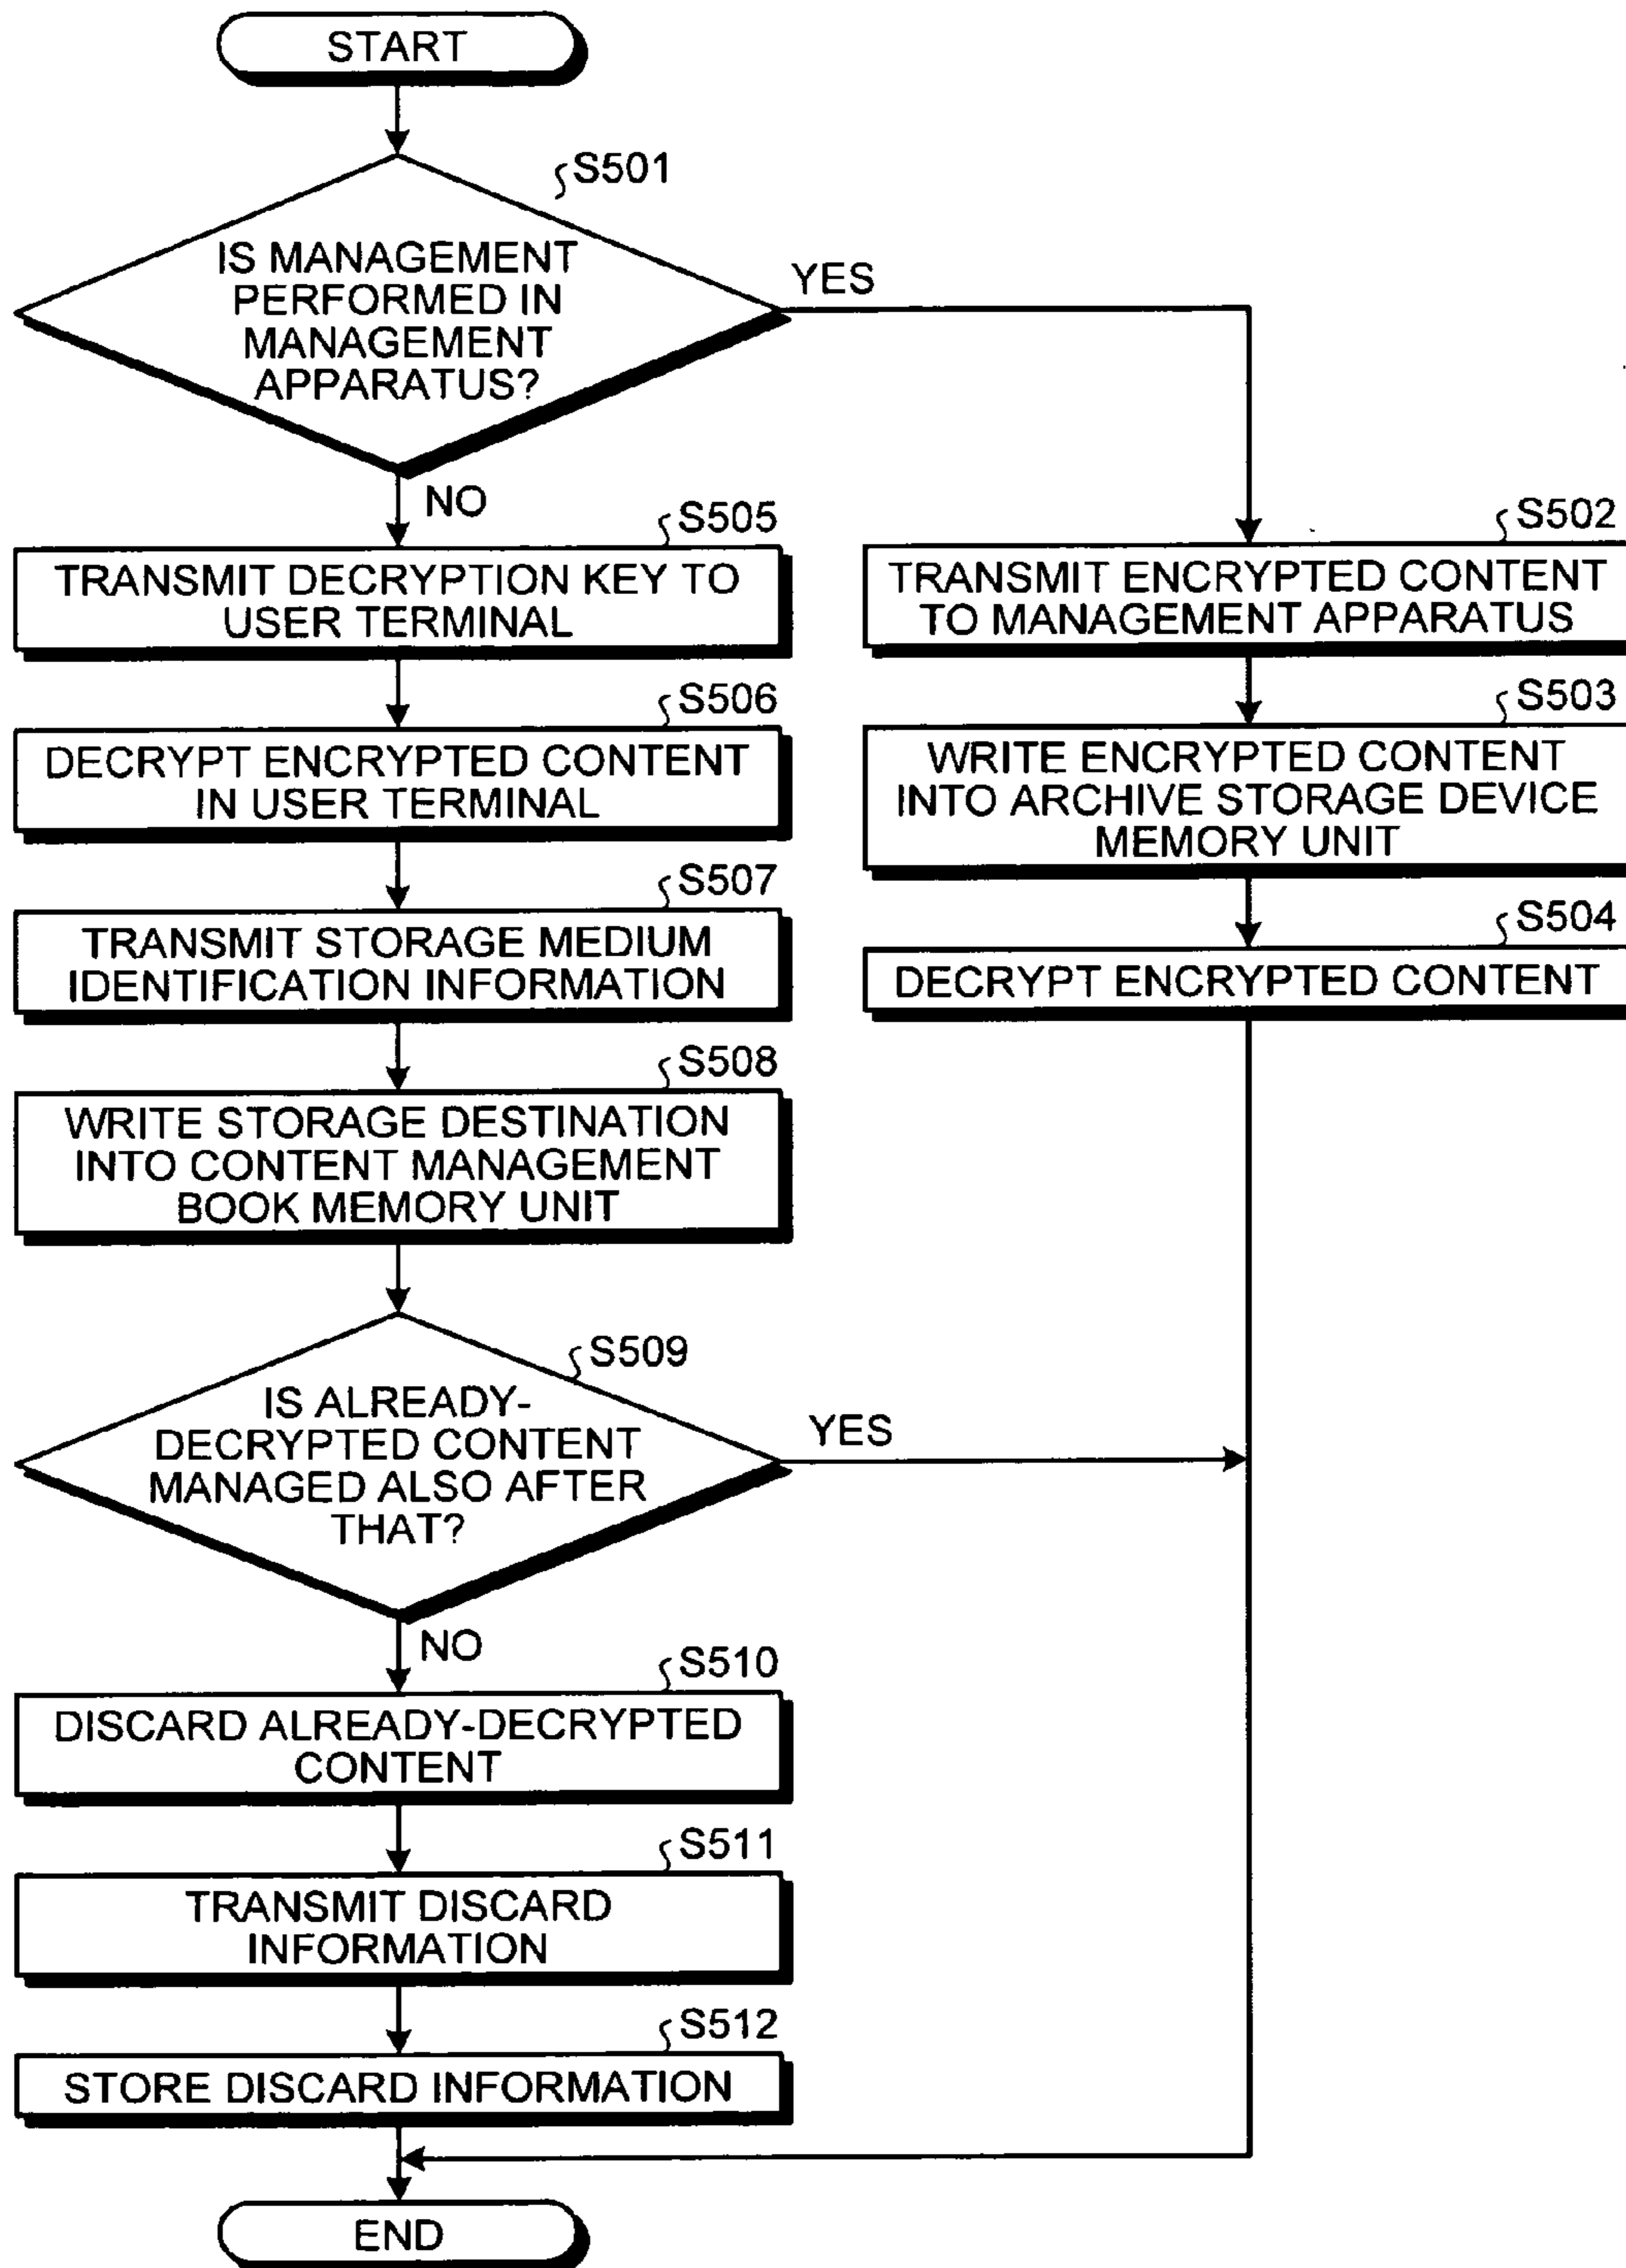 START
S501
IS MANAGEMENT
PERFORMED IN
MANAGEMENT
APPARATUS?
YES
NO
S505
TRANSMIT DECRYPTION KEY TO
USER TERMINAL
S502
TRANSMIT ENCRYPTED CONTENT
TO MANAGEMENT APPARATUS
S506
DECRYPT ENCRYPTED CONTENT
IN USER TERMINAL
S503
WRITE ENCRYPTED CONTENT
INTO ARCHIVE STORAGE DEVICE
MEMORY UNIT
S507
TRANSMIT STORAGE MEDIUM
IDENTIFICATION INFORMATION
S504
DECRYPT ENCRYPTED CONTENT
S508
WRITE STORAGE DESTINATION
INTO CONTENT MANAGEMENT
BOOK MEMORY UNIT
S509
IS ALREADY-
DECRYPTED CONTENT
MANAGED ALSO AFTER
THAT?
YES
NO
S510
DISCARD ALREADY-DECRYPTED
CONTENT
S511
TRANSMIT DISCARD
INFORMATION
S512
STORE DISCARD INFORMATION
END